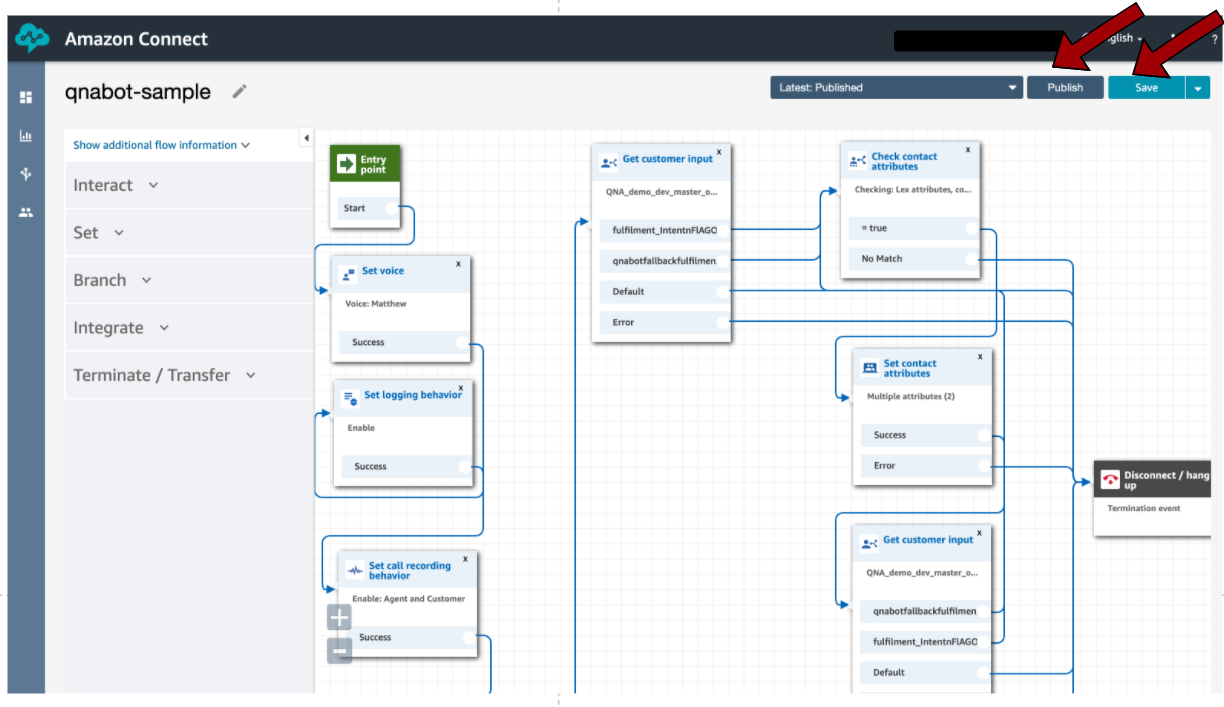 Amazon Connect
?
qnabot-sample
Latest: Published
Publish
Save
Show additional flow information
Interact
Set
Branch
Integrate
Terminate / Transfer
Entry
point
Start
Set voice
x
Voice: Matthew
Success
Set logging behavior
x
Enable
Success
Set call recording
behavior
x
Enable: Agent and Customer
Success
Get customer input
x
QNA_demo_dev_master_o...
fulfilment_IntentnFlAGO
qnabotfallbackfulfilmen
Default
Error
Check contact
attributes
x
Checking: Lex attributes, co...
= true
No Match
Set contact
attributes
x
Multiple attributes (2)
Success
Error
Get customer input
x
QNA_demo_dev_master_o...
qnabotfallbackfulfilmen
fulfilment_IntentnFlAGO
Default
Disconnect / hang
up
Termination event